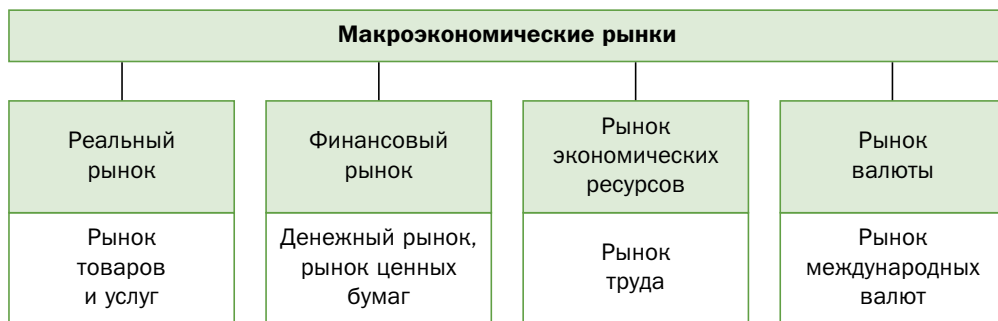 Макроэкономические рынки
Реальный
рынок
Финансовый
рынок
Рынок
экономических
ресурсов
Рынок
валюты
Рынок
товаров
и услуг
Денежный рынок,
рынок ценных
бумаг
Рынок
труда
Рынок
международных
валют